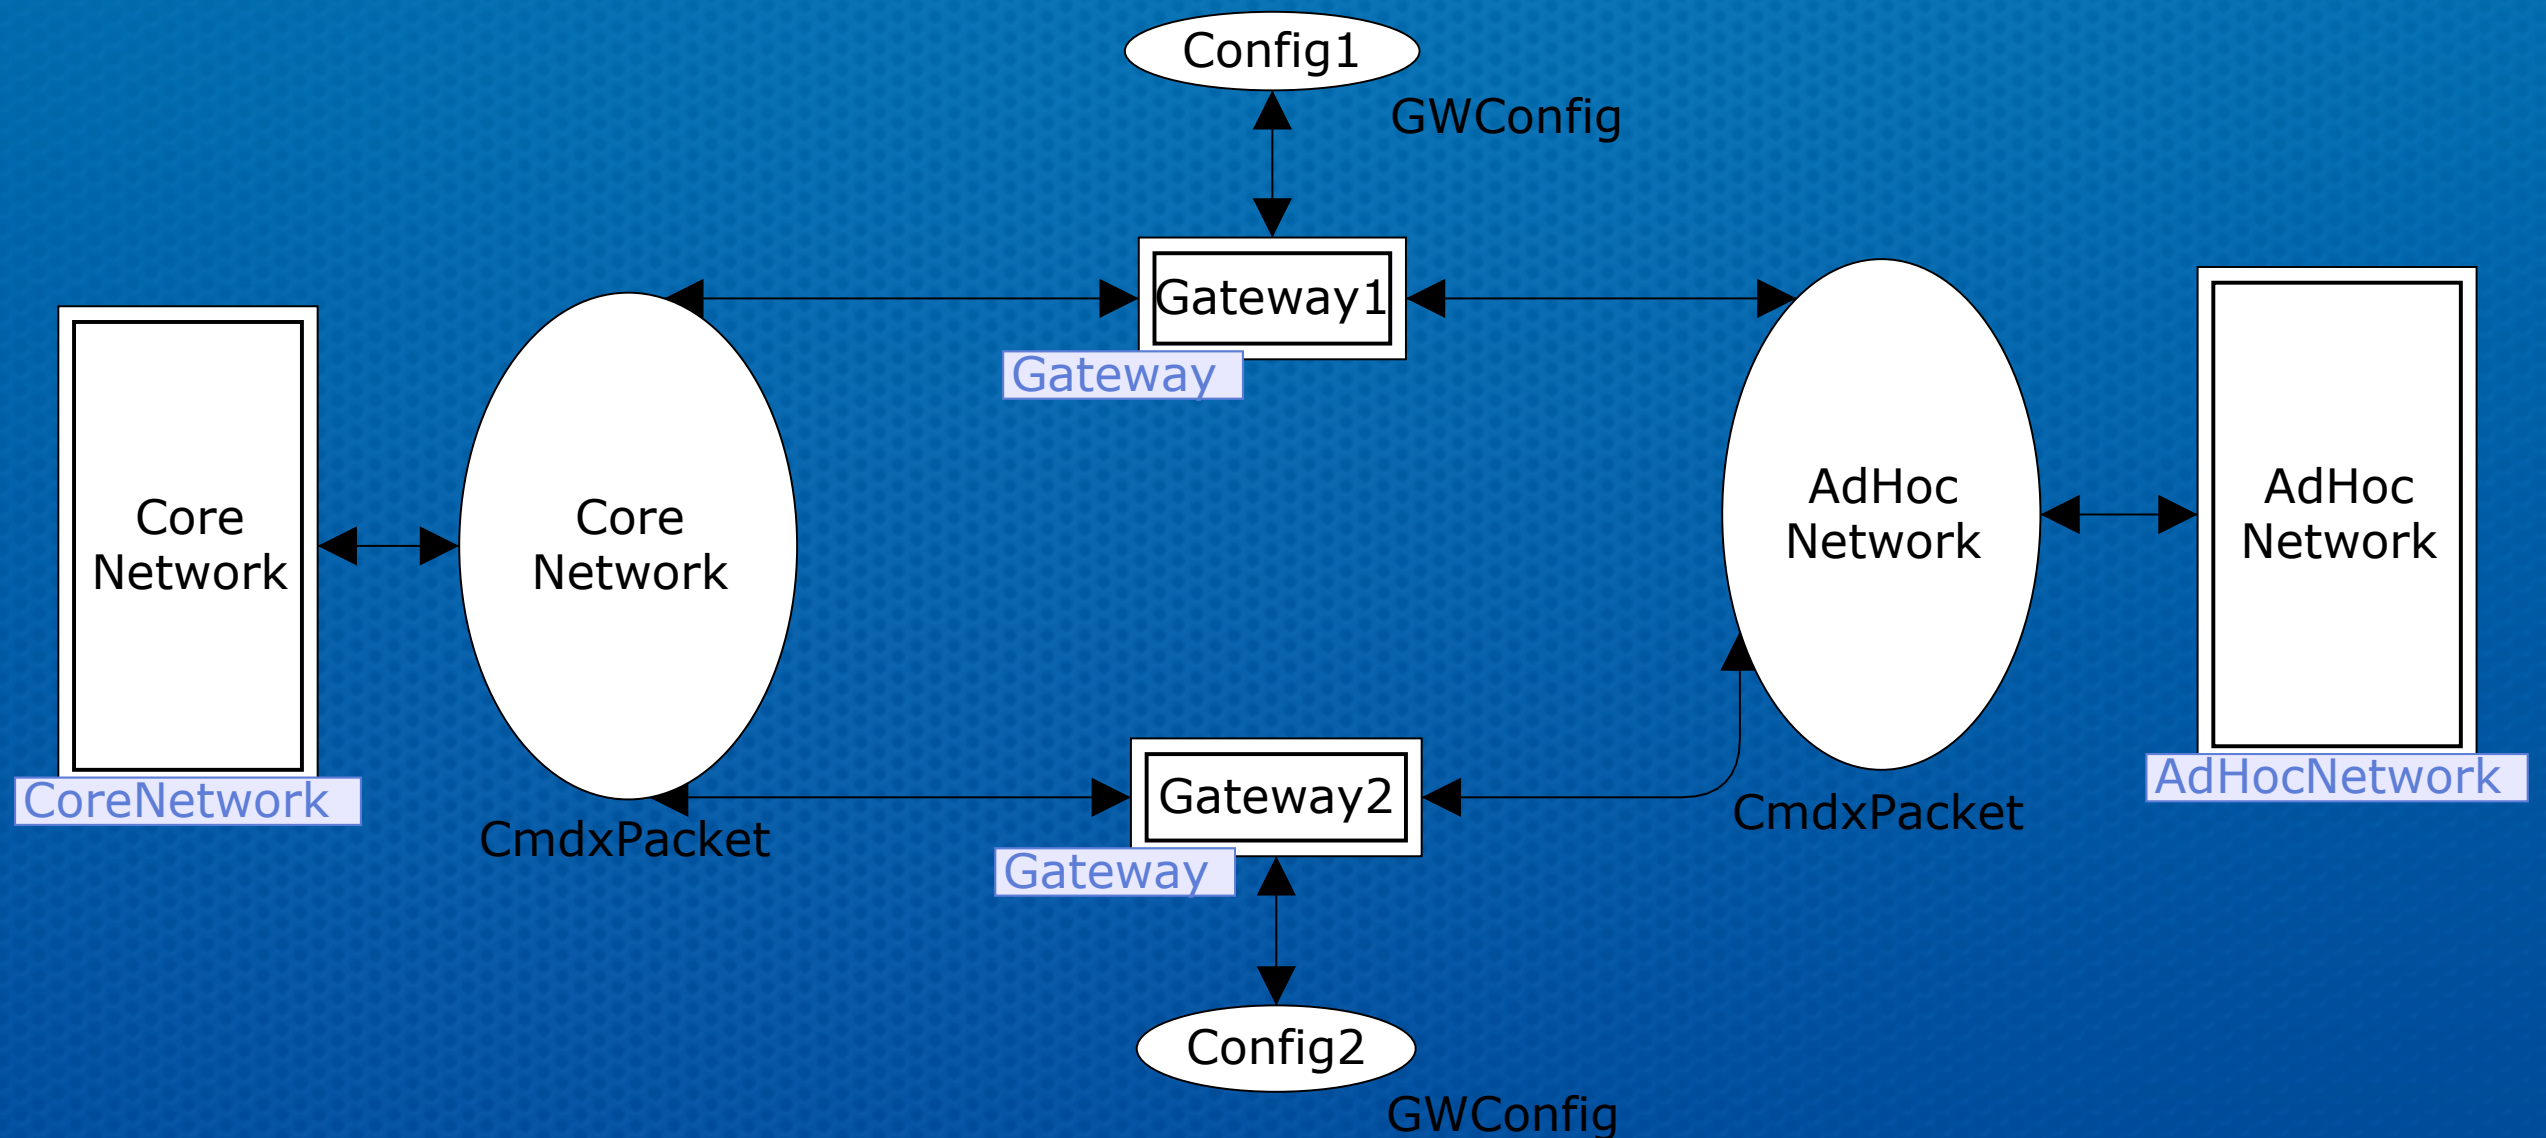 Config1
GWConfig
Gateway1
Gateway
Core
Network
CoreNetwork
Core
Network
CmdxPacket
AdHoc
Network
CmdxPacket
AdHoc
Network
AdHocNetwork
Gateway2
Gateway
Config2
GWConfig